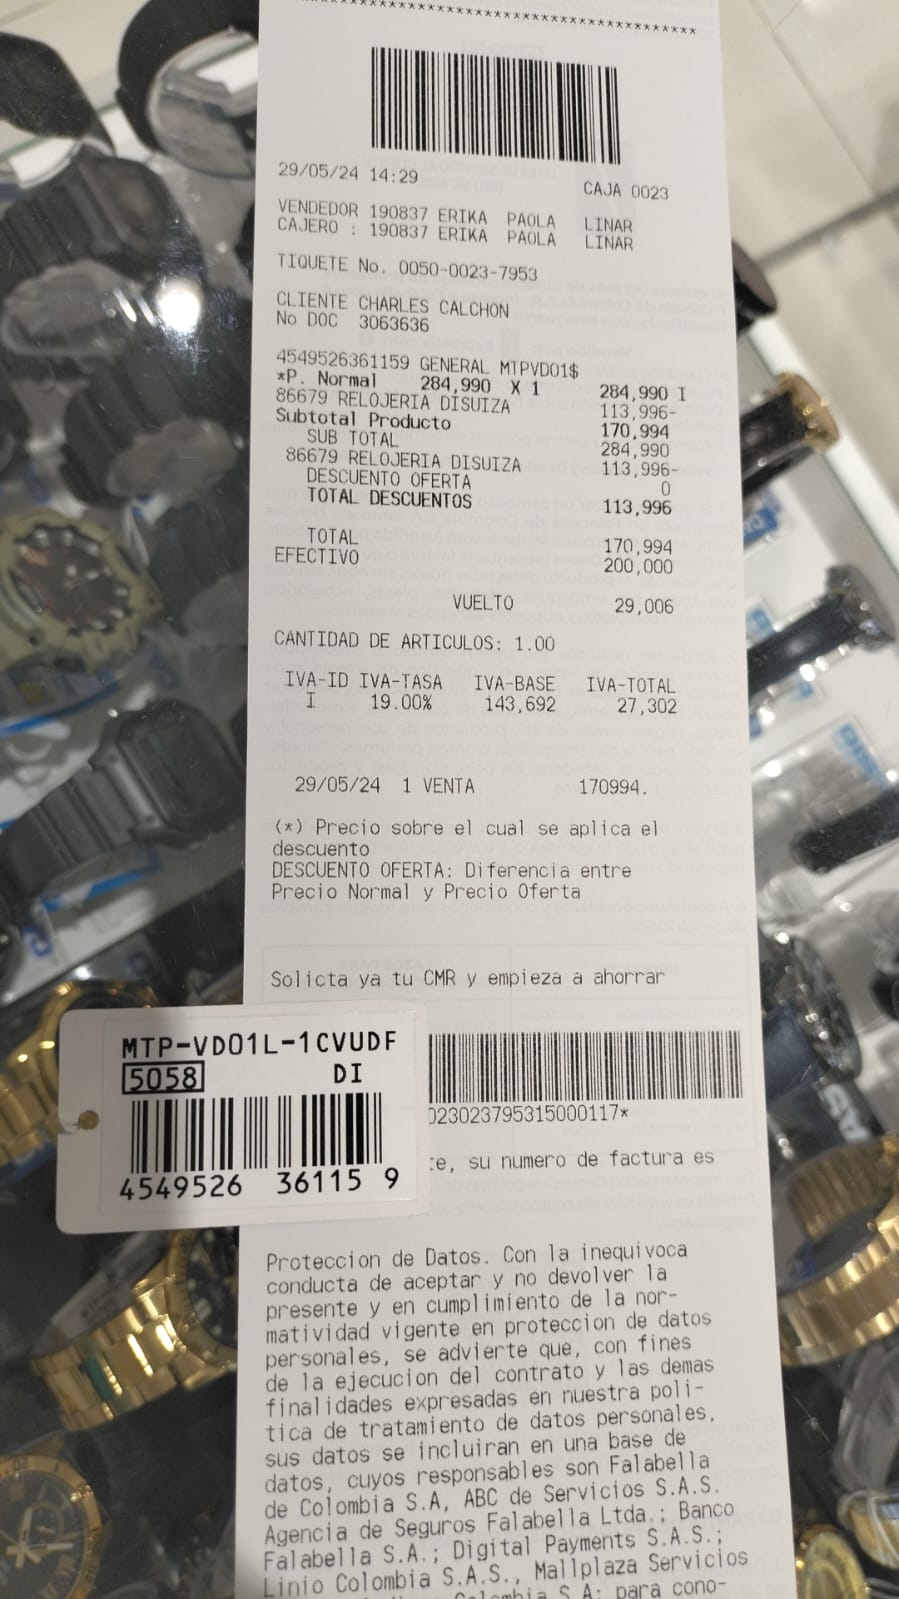 ******************************************
29/05/24 14:29 CAJA 0023
VENDEDOR 190837 ERIKA PAOLA LINAR
CAJERO : 190837 ERIKA PAOLA LINAR
TIQUETE No. 0050-0023-7953
CLIENTE CHARLES CALCHON
No DOC 3063636
4549526361159 GENERAL MTPVD01$
*P. Normal 284,990 X 1 284,990 I
86679 RELOJERIA DISUIZA 113,996-
Subtotal Producto 170,994
SUB TOTAL 284,990
86679 RELOJERIA DISUIZA 113,996-
DESCUENTO OFERTA 0
TOTAL DESCUENTOS 113,996
TOTAL 170,994
EFECTIVO 200,000
VUELTO 29,006
CANTIDAD DE ARTICULOS: 1.00
IVA-ID IVA-TASA IVA-BASE IVA-TOTAL
I 19.00% 143,692 27,302
29/05/24 1 VENTA 170994.
(*) Precio sobre el cual se aplica el
descuento
DESCUENTO OFERTA: Diferencia entre
Precio Normal y Precio Oferta
Solicta ya tu CMR y empieza a ahorrar
MTP-VD01L-1CVUDF
5058 DI
4549526 36115 9
023023795315000117*
te, su numero de factura es
Proteccion de Datos. Con la inequivoca
conducta de aceptar y no devolver la
presente y en cumplimiento de la nor-
matividad vigente en proteccion de datos
personales, se advierte que, con fines
de la ejecucion del contrato y las demas
finalidades expresadas en nuestra poli-
tica de tratamiento de datos personales,
sus datos se incluiran en una base de
datos, cuyos responsables son Falabella
de Colombia S.A, ABC de Servicios S.A.S.
Agencia de Seguros Falabella Ltda.; Banco
Falabella S.A.; Digital Payments S.A.S.;
Linio Colombia S.A.S., Mallplaza Servicios
Colombia S.A; para cono-